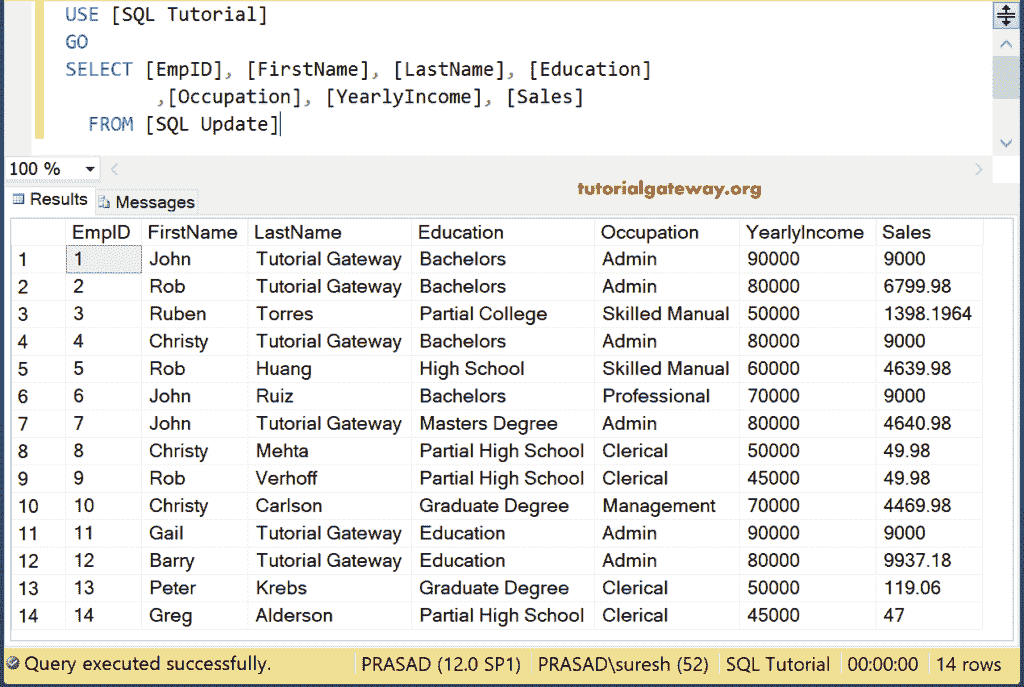 USE [SQL Tutorial]
GO
SELECT [EmpID], [FirstName], [LastName], [Education]
,[Occupation], [YearlyIncome], [Sales]
FROM [SQL Update]
100 %
tutorialgateway.org
Results Messages
EmpID FirstName LastName Education Occupation YearlyIncome Sales
1 1 John Tutorial Gateway Bachelors Admin 90000 9000
2 2 Rob Tutorial Gateway Bachelors Admin 80000 6799.98
3 3 Ruben Torres Partial College Skilled Manual 50000 1398.1964
4 4 Christy Tutorial Gateway Bachelors Admin 80000 9000
5 5 Rob Huang High School Skilled Manual 60000 4639.98
6 6 John Ruiz Bachelors Professional 70000 9000
7 7 John Tutorial Gateway Masters Degree Admin 80000 4640.98
8 8 Christy Mehta Partial High School Clerical 50000 49.98
9 9 Rob Verhoff Partial High School Clerical 45000 49.98
10 10 Christy Carlson Graduate Degree Management 70000 4469.98
11 11 Gail Tutorial Gateway Education Admin 90000 9000
12 12 Barry Tutorial Gateway Education Admin 80000 9937.18
13 13 Peter Krebs Graduate Degree Clerical 50000 119.06
14 14 Greg Alderson Partial High School Clerical 45000 47
Query executed successfully. PRASAD (12.0 SP1) PRASAD\suresh (52) SQL Tutorial 00:00:00 14 rows